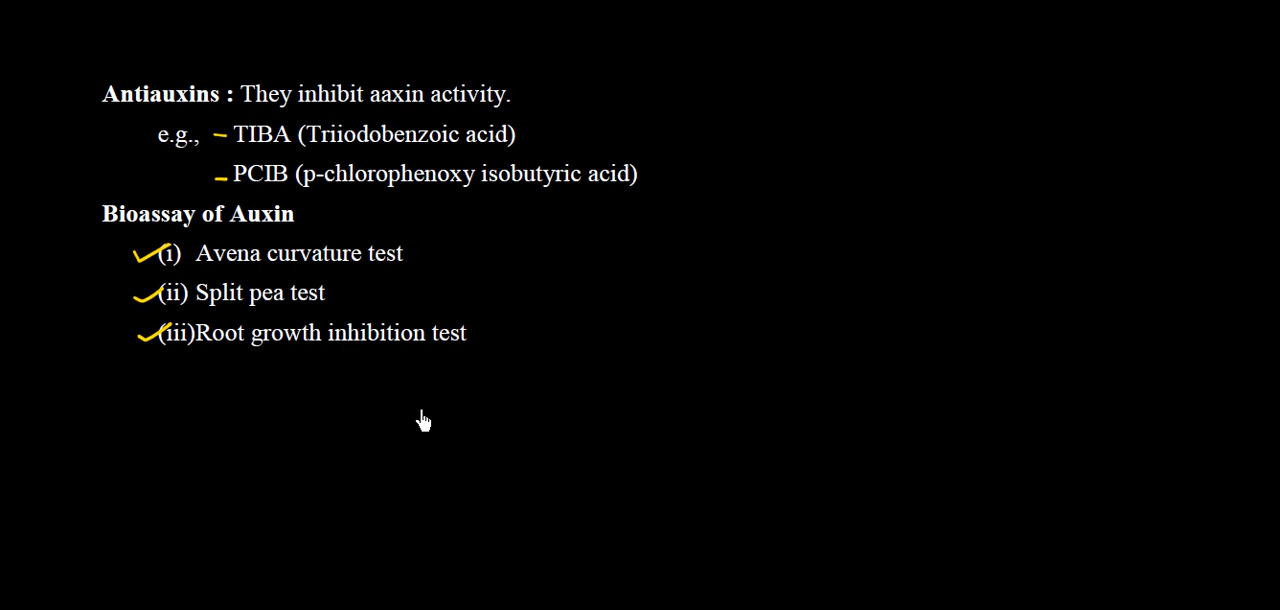 Antiauxins : They inhibit aaxin activity.
e.g., – TIBA (Triiodobenzoic acid)
– PCIB (p-chlorophenoxy isobutyric acid)
Bioassay of Auxin
(i) Avena curvature test
(ii) Split pea test
(iii)Root growth inhibition test